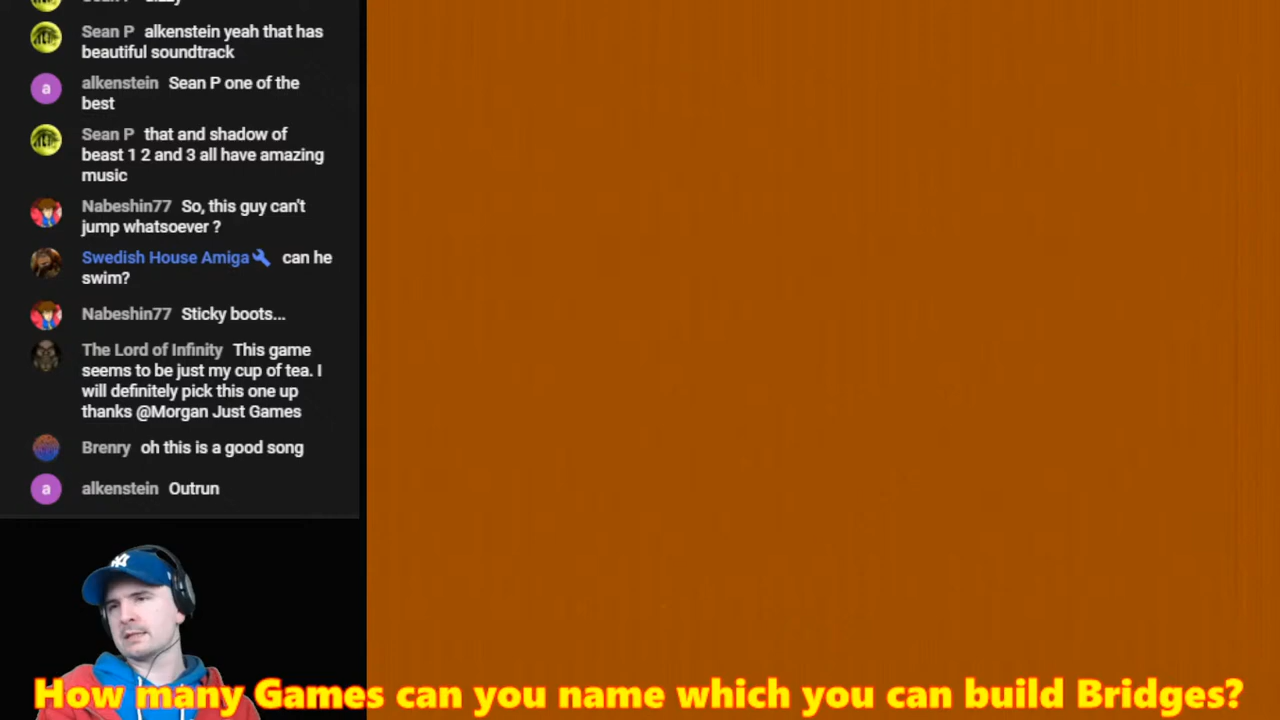 Sean P alkenstein yeah that has
beautiful soundtrack
a
alkenstein Sean P one of the
best
Sean P that and shadow of
beast 1 2 and 3 all have amazing
music
Nabeshin77 So, this guy can't
jump whatsoever ?
Swedish House Amiga can he
swim?
Nabeshin77 Sticky boots...
The Lord of Infinity This game
seems to be just my cup of tea. I
will definitely pick this one up
thanks @Morgan Just Games
Brenry oh this is a good song
a
alkenstein Outrun
NY
How many Games can you name which you can build Bridges?